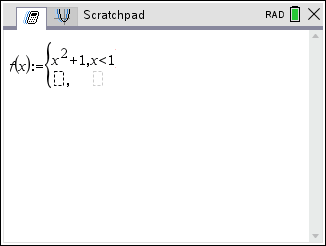 Scratchpad RAD
f(x):={x²+1,x<1
,